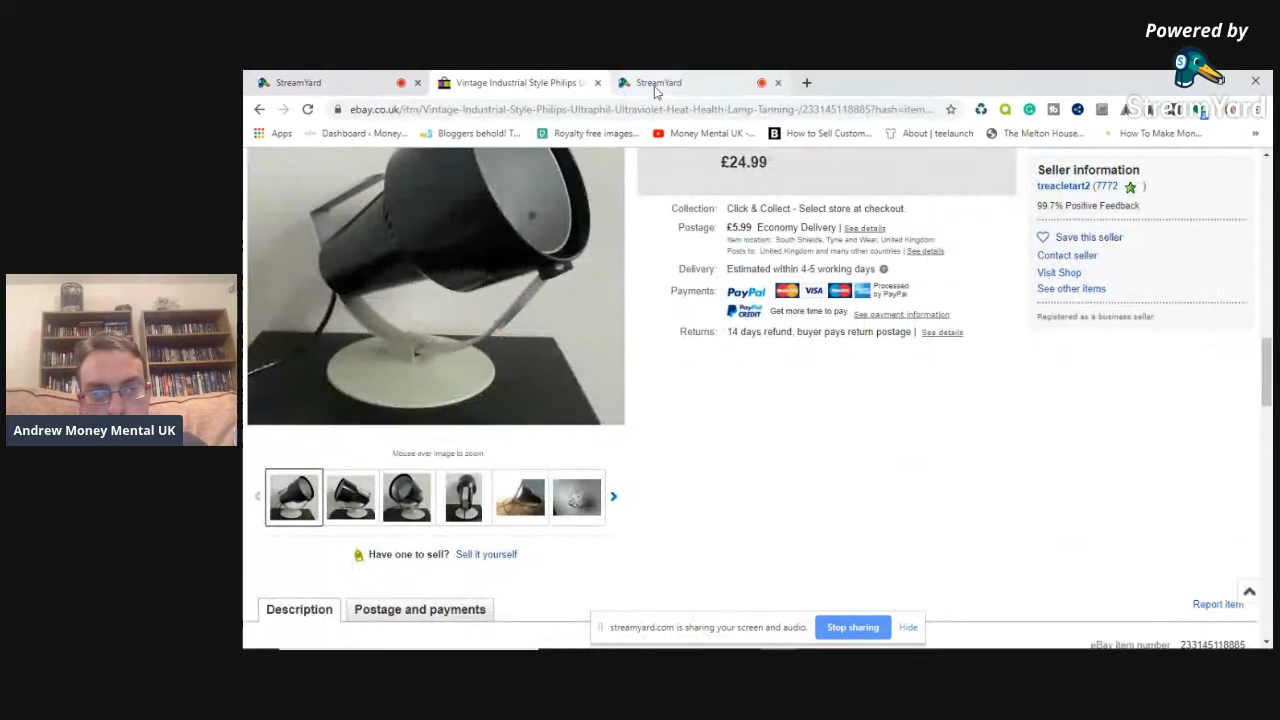 Powered by
StreamYard
StreamYard
Vintage Industrial Style Philips U
StreamYard
ebay.co.uk/itm/Vintage-Industrial-Style-Philips-Ultraphil-Ultraviolet-Heat-Health-Lamp-Tanning-/233145118885?hash=item...
Apps
Dashboard ‹ Money...
Bloggers behold! T...
Royalty free images...
Money Mental UK -...
How to Sell Custom...
About | teelaunch
The Melton House...
How To Make Mon...
»
£24.99
Collection: Click & Collect - Select store at checkout.
Postage: £5.99 Economy Delivery | See details
Item location: South Shields, Tyne and Wear, United Kingdom
Posts to: United Kingdom and many other countries | See details
Delivery: Estimated within 4-5 working days
Payments: PayPal MasterCard VISA Maestro Processed by PayPal
PayPal CREDIT Get more time to pay. See payment information
Returns: 14 days refund, buyer pays return postage | See details
Seller information
treacletart2 (7772 )
99.7% Positive Feedback
Save this seller
Contact seller
Visit Shop
See other items
Registered as a business seller
Andrew Money Mental UK
Mouse over image to zoom
Have one to sell? Sell it yourself
Description
Postage and payments
Report item
streamyard.com is sharing your screen and audio.
Stop sharing
Hide
eBay item number 233145118885